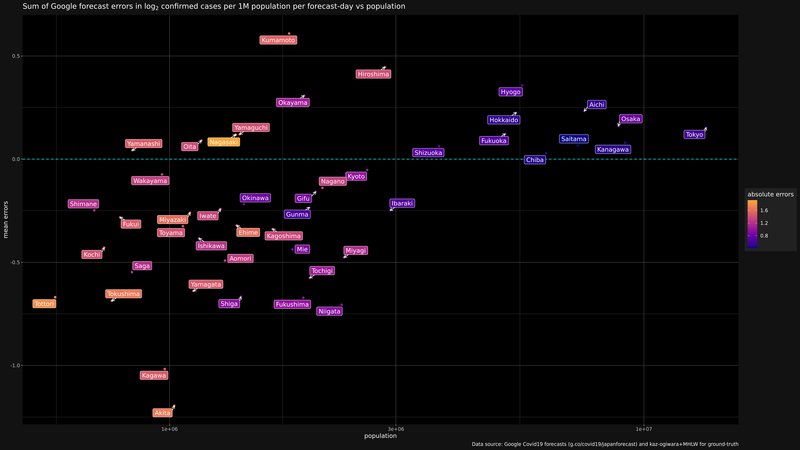 Sum of Google forecast errors in log₂ confirmed cases per 1M population per forecast-day vs population
Kumamoto
0.5
Hiroshima
Hyogo
Okayama
Aichi
Hokkaido
Osaka
Yamaguchi
Tokyo
Nagasaki
Fukuoka
Saitama
Yamanashi
Oita
Kanagawa
Shizuoka
0.0
Chiba
Wakayama
Nagano
Kyoto
Shimane
Okinawa
Gifu
Ibaraki
Gunma
Iwate
Miyazaki
Fukui
Toyama
Ehime
Kagoshima
Ishikawa
Mie
Miyagi
Kochi
Aomori
-0.5
Saga
Tochigi
Yamagata
Tokushima
Tottori
Shiga
Fukushima
Niigata
-1.0
Kagawa
Akita
mean errors
1e+06
3e+06
1e+07
population
absolute errors
1.6
1.2
0.8
Data source: Google Covid19 forecasts (g.co/covid19/japanforecast) and kaz-ogiwara+MHLW for ground-truth